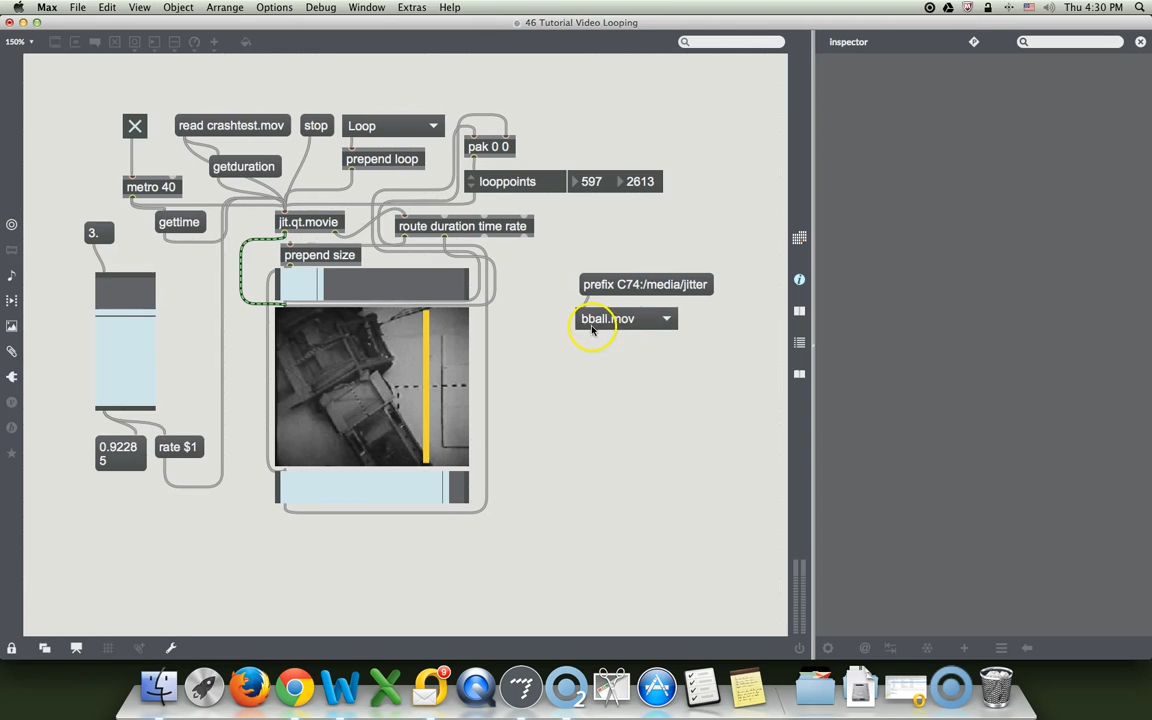 Max File Edit View Object Arrange Options Debug Window Extras Help
Thu 4:30 PM
46 Tutorial Video Looping
150%
Inspector
read crashtest.mov
stop
Loop
getduration
prepend loop
pak 0 0
metro 40
looppoints
597
2613
gettime
jit.qt.movie
route duration time rate
3.
prepend size
prefix C74:/media/jitter
bball.mov
0.9228
5
rate $1
9
2